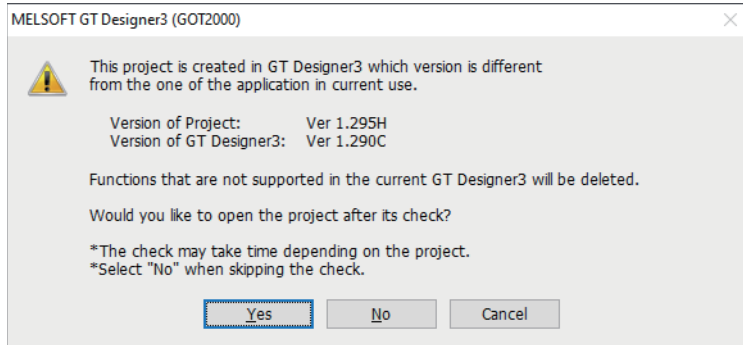 MELSOFT GT Designer3 (GOT2000)
This project is created in GT Designer3 which version is different
from the one of the application in current use.
Version of Project: Ver 1.295H
Version of GT Designer3: Ver 1.290C
Functions that are not supported in the current GT Designer3 will be deleted.
Would you like to open the project after its check?
*The check may take time depending on the project.
*Select "No" when skipping the check.
Yes No Cancel